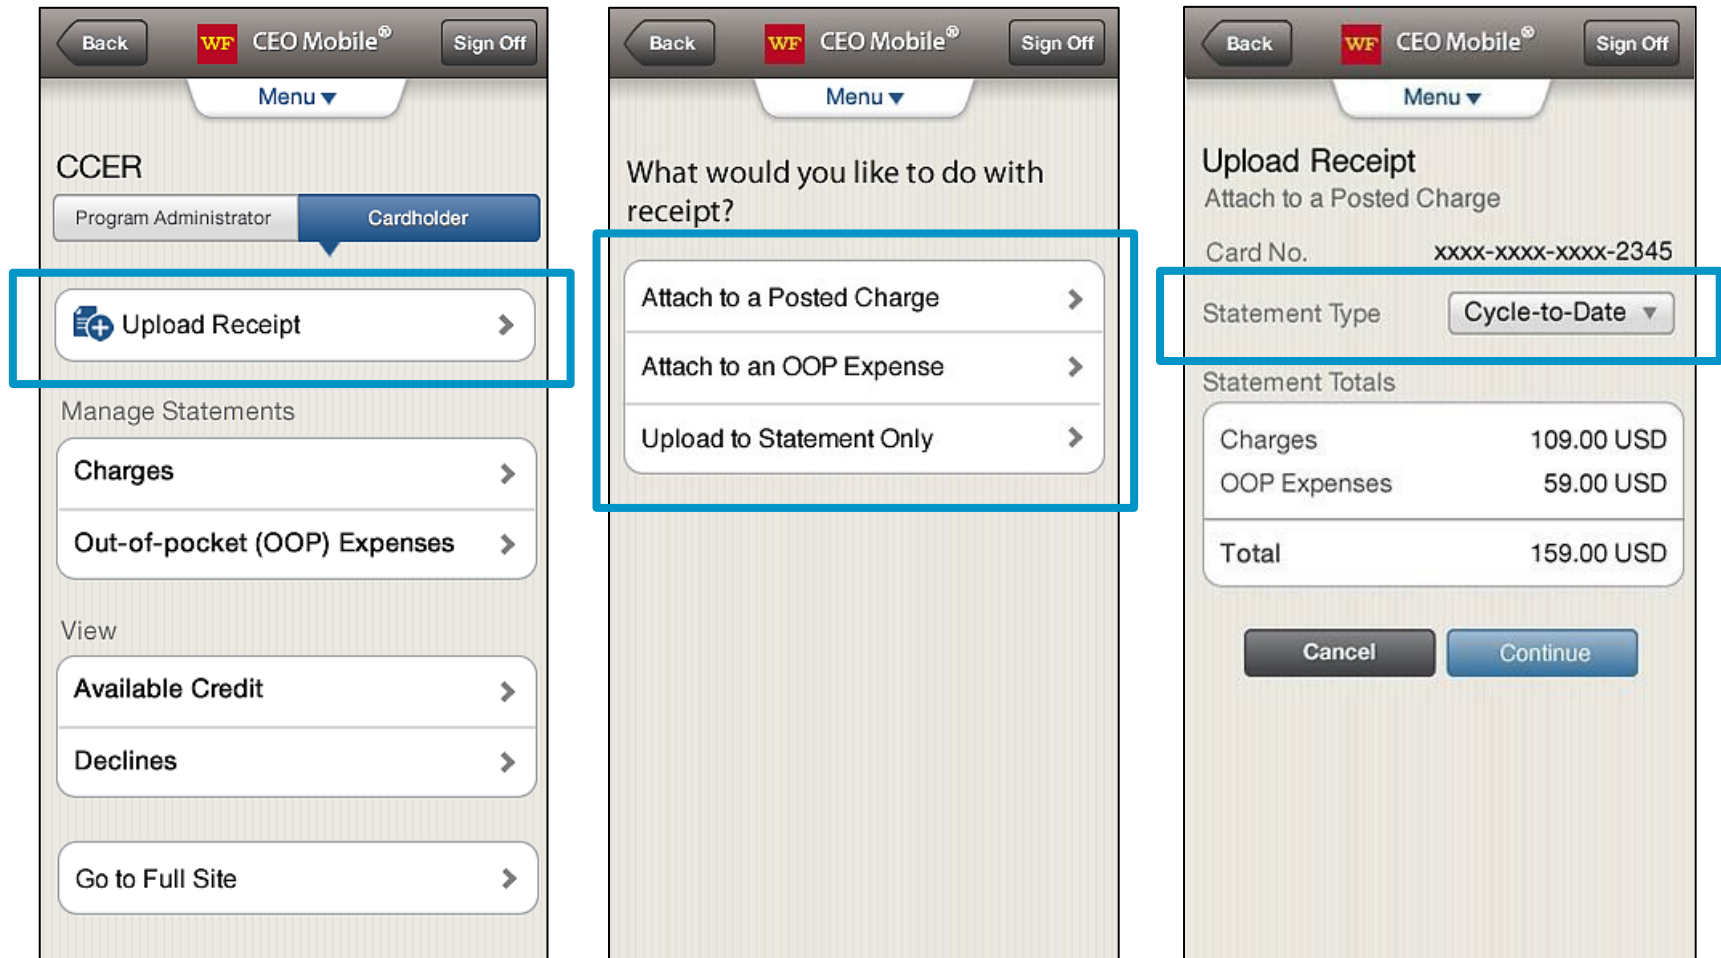 Back WF CEO Mobile® Sign Off
Menu
CCER
Program Administrator Cardholder
Upload Receipt
Manage Statements
Charges
Out-of-pocket (OOP) Expenses
View
Available Credit
Declines
Go to Full Site
Back WF CEO Mobile® Sign Off
Menu
What would you like to do with
receipt?
Attach to a Posted Charge
Attach to an OOP Expense
Upload to Statement Only
Back WF CEO Mobile® Sign Off
Menu
Upload Receipt
Attach to a Posted Charge
Card No. xxxx-xxxx-xxxx-2345
Statement Type Cycle-to-Date
Statement Totals
Charges 109.00 USD
OOP Expenses 59.00 USD
Total 159.00 USD
Cancel Continue